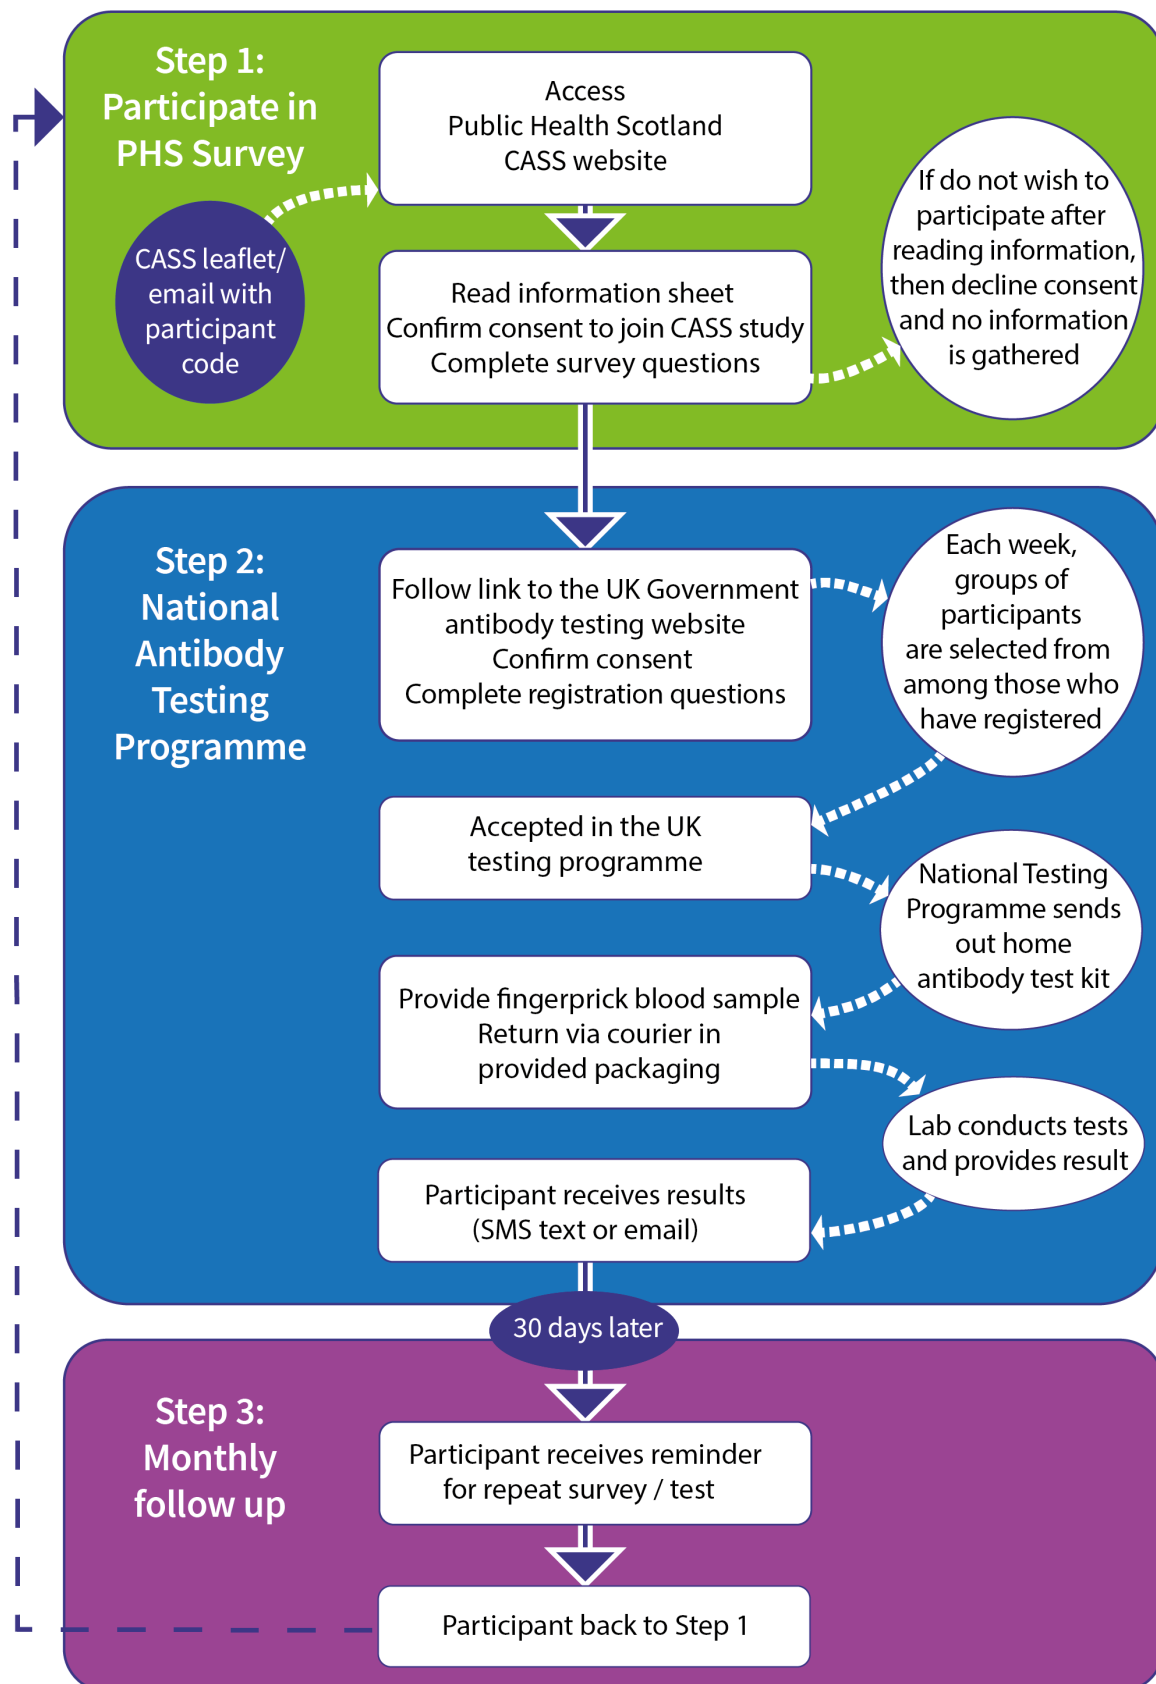 Step 1:
Participate in
PHS Survey
CASS leaflet/
email with
participant
code
Access
Public Health Scotland
CASS website
Read information sheet
Confirm consent to join CASS study
Complete survey questions
If do not wish to
participate after
reading information,
then decline consent
and no information
is gathered
Step 2:
National
Antibody
Testing
Programme
Follow link to the UK Government
antibody testing website
Confirm consent
Complete registration questions
Each week,
groups of
participants
are selected from
among those who
have registered
Accepted in the UK
testing programme
National Testing
Programme sends
out home
antibody test kit
Provide fingerprick blood sample
Return via courier in
provided packaging
Lab conducts tests
and provides result
Participant receives results
(SMS text or email)
30 days later
Step 3:
Monthly
follow up
Participant receives reminder
for repeat survey / test
Participant back to Step 1